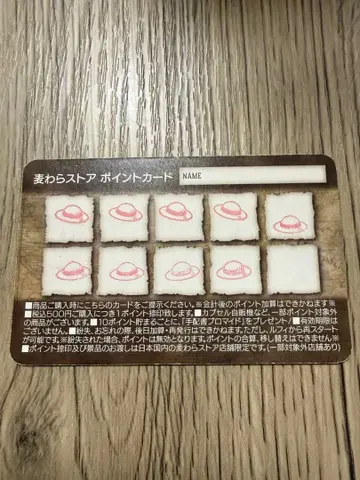 麦わらストア ポイントカード NAME
■商品ご購入時にこちらのカードをご提示ください。※会計後のポイント加算はできかねます※
■税込500円ご購入につき1ポイント捺印致します。■カプセル自販機など、一部ポイント対象外
の商品がございます。■10ポイント貯まるごとに、「手配書ブロマイド」をプレゼント!■有効期限はご
ざいません。■紛失、お忘れの際、後日加算・再発行はできかねます。ただし、ルフィから再スタート
が可能です。※紛失された場合、ポイントは無効となります。ポイントの合算、移し替えはできません※
■ポイント捺印及び景品のお渡しは日本国内の麦わらストア店舗限定です。(一部対象外店舗あり)